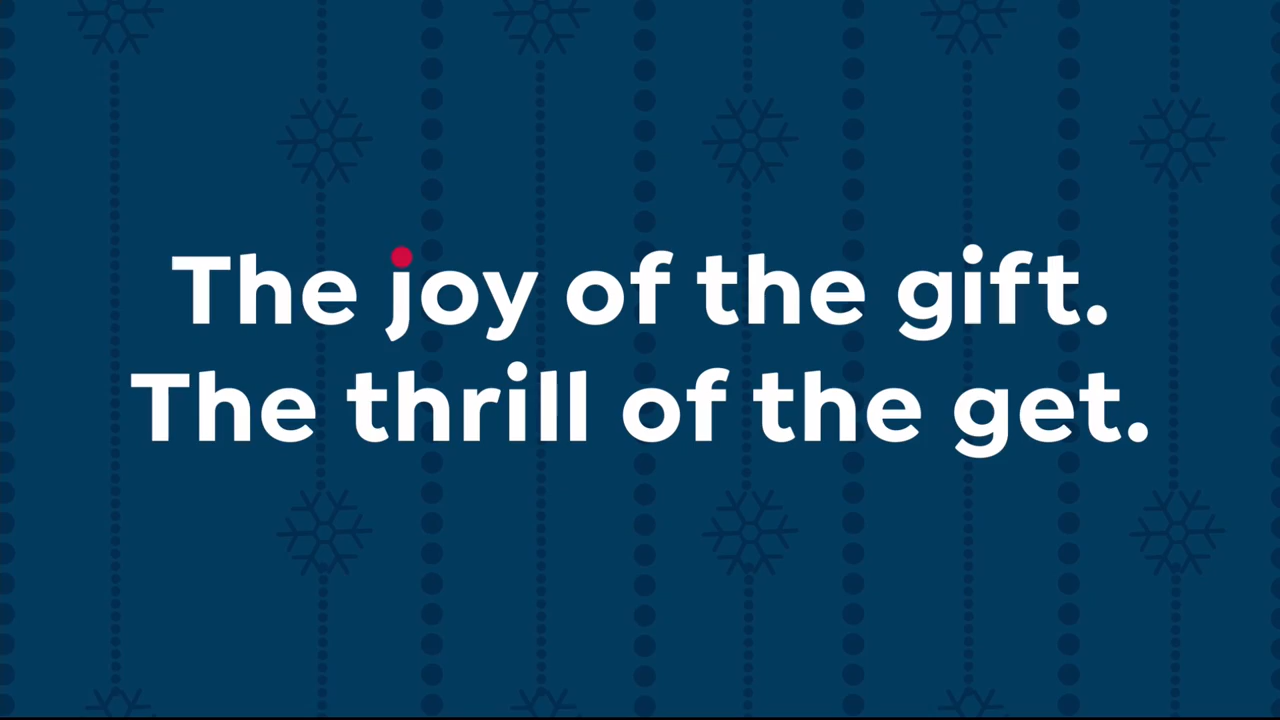 The joy of the gift.
The thrill of the get.